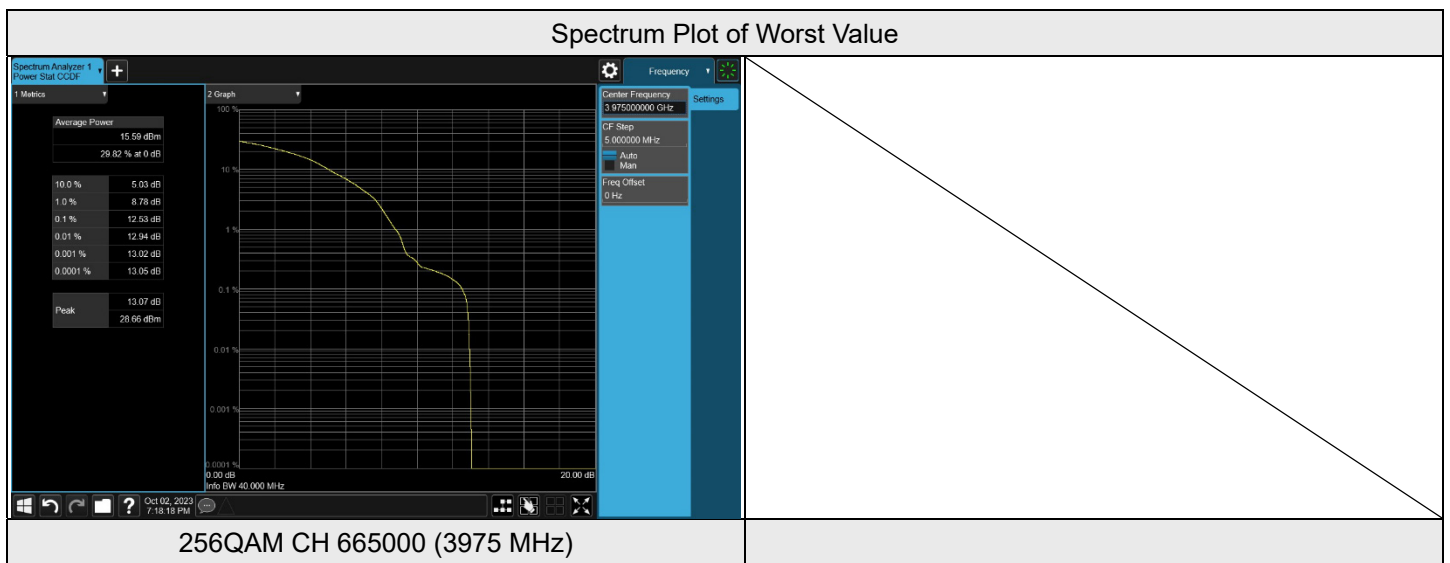 Spectrum Plot of Worst Value
Spectrum Analyzer 1
Power Stat CCDF
+
Frequency
1 Metrics
2 Graph
Center Frequency
3.975000000 GHz
Settings
CF Step
5.000000 MHz
Auto
Man
Freq Offset
0 Hz
Average Power
15.59 dBm
29.82 % at 0 dB
10.0 % 5.03 dB
1.0 % 8.78 dB
0.1 % 12.53 dB
0.01 % 12.94 dB
0.001 % 13.02 dB
0.0001 % 13.05 dB
Peak 13.07 dB
28.66 dBm
100 %
10 %
1 %
0.1 %
0.01 %
0.001 %
0.0001 %
0.00 dB 20.00 dB
Info BW 40.000 MHz
? Oct 02, 2023
7:18:18 PM
256QAM CH 665000 (3975 MHz)